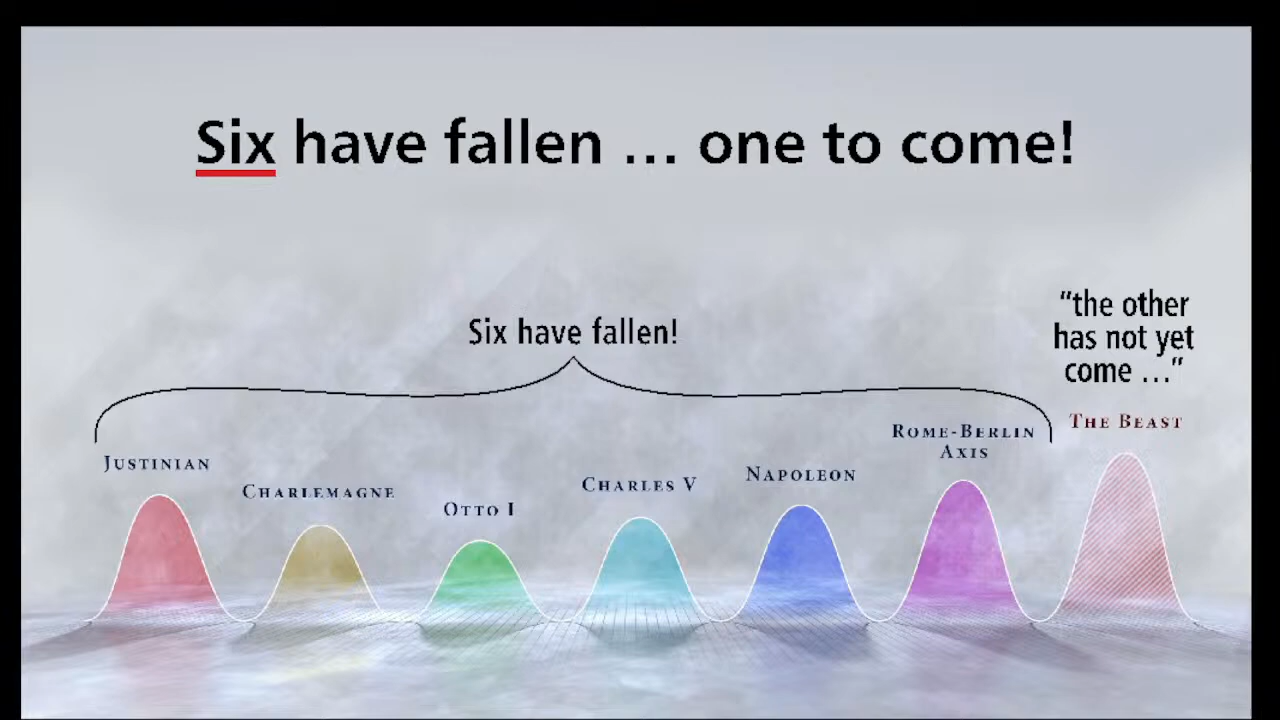 Six have fallen … one to come!
Six have fallen!
“the other
has not yet
come …”
JUSTINIAN
CHARLEMAGNE
OTTO I
CHARLES V
NAPOLEON
ROME-BERLIN
AXIS
THE BEAST